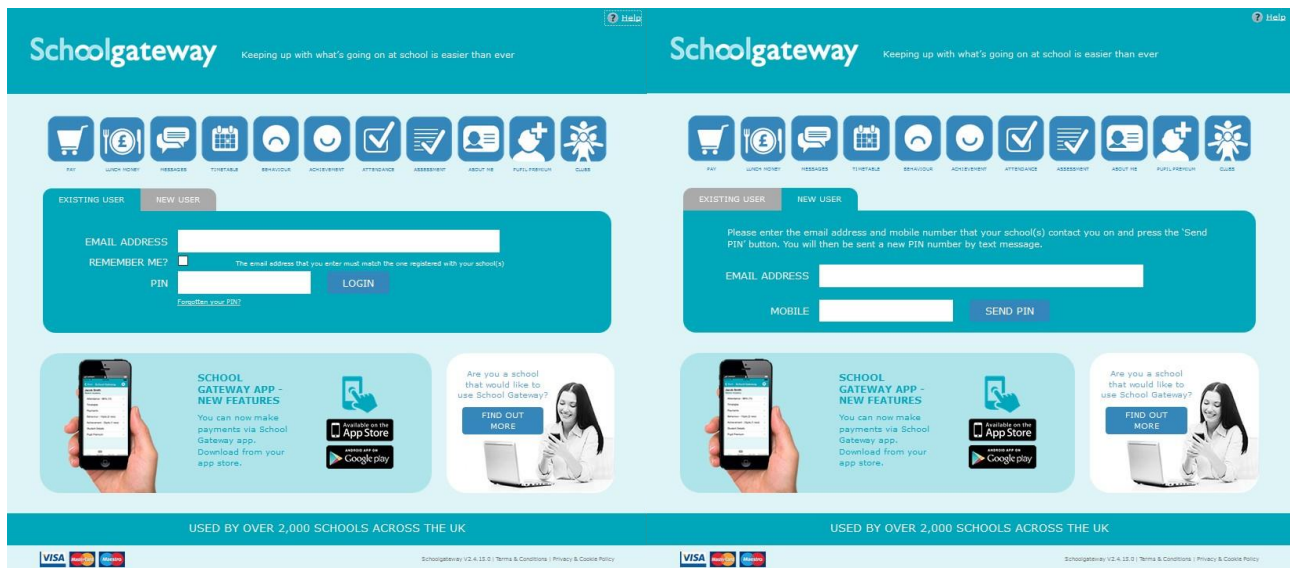 Help
Schoolgateway
Keeping up with what's going on at school is easier than ever
PAY LUNCH MONEY MESSAGES TIMETABLE BEHAVIOUR ACHIEVEMENT ATTENDANCE ASSESSMENT ABOUT ME PUPIL PREMIUM CLUBS
EXISTING USER NEW USER
EMAIL ADDRESS
REMEMBER ME? The email address that you enter must match the one registered with your school(s)
PIN LOGIN
Forgotten your PIN?
SCHOOL
GATEWAY APP -
NEW FEATURES
You can now make
payments via School
Gateway app.
Download from your
app store.
Available on the
App Store
ANDROID APP ON
Google play
Are you a school
that would like to
use School Gateway?
FIND OUT
MORE
USED BY OVER 2,000 SCHOOLS ACROSS THE UK
VISA MasterCard Maestro
Schoolgateway V2.4.15.0 | Terms & Conditions | Privacy & Cookie Policy
Help
Schoolgateway
Keeping up with what's going on at school is easier than ever
PAY LUNCH MONEY MESSAGES TIMETABLE BEHAVIOUR ACHIEVEMENT ATTENDANCE ASSESSMENT ABOUT ME PUPIL PREMIUM CLUBS
EXISTING USER NEW USER
Please enter the email address and mobile number that your school(s) contact you on and press the 'Send
PIN' button. You will then be sent a new PIN number by text message.
EMAIL ADDRESS
MOBILE SEND PIN
SCHOOL
GATEWAY APP -
NEW FEATURES
You can now make
payments via School
Gateway app.
Download from your
app store.
Available on the
App Store
ANDROID APP ON
Google play
Are you a school
that would like to
use School Gateway?
FIND OUT
MORE
USED BY OVER 2,000 SCHOOLS ACROSS THE UK
VISA MasterCard Maestro
Schoolgateway V2.4.15.0 | Terms & Conditions | Privacy & Cookie Policy